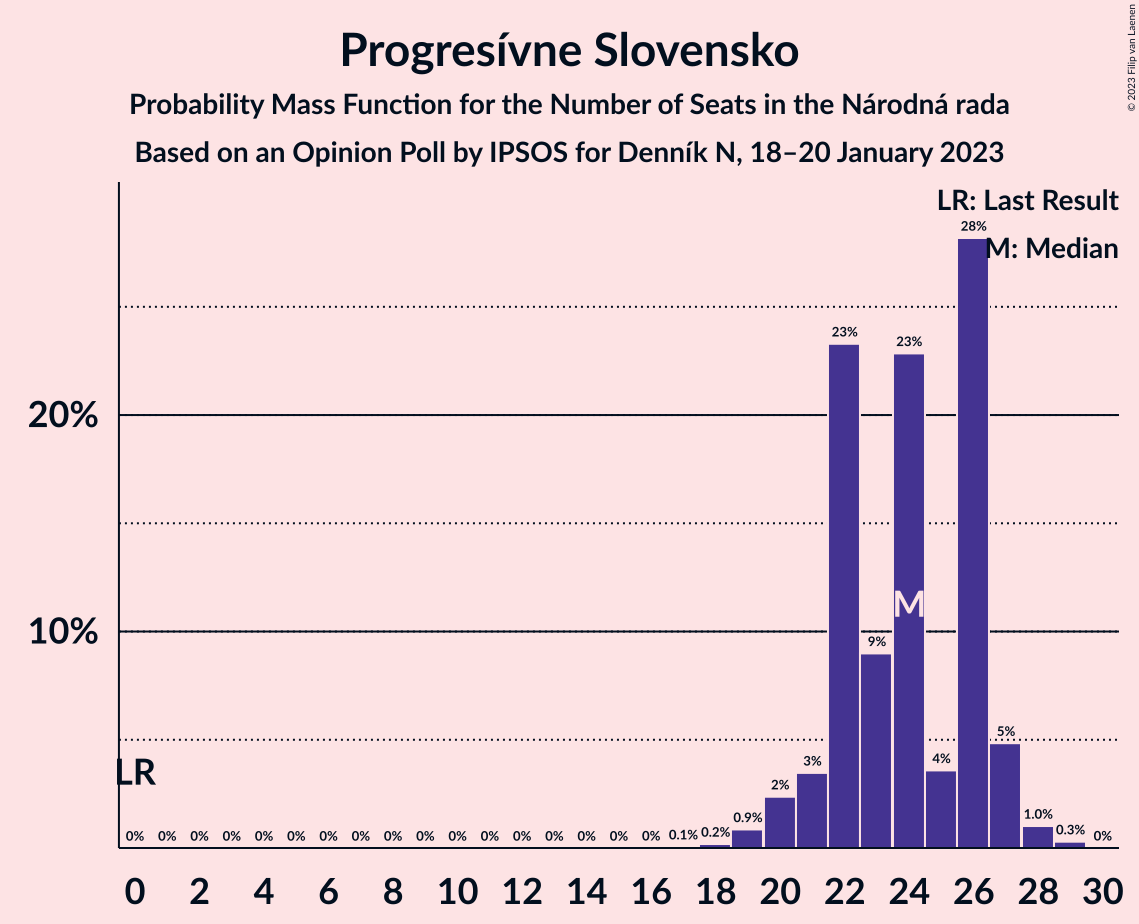 Progresívne Slovensko
Probability Mass Function for the Number of Seats in the Národná rada
Based on an Opinion Poll by IPSOS for Denník N, 18–20 January 2023
© 2023 Filip van Laenen
LR: Last Result
M: Median
20%
10%
LR
M
0% 0% 0% 0% 0% 0% 0% 0% 0% 0% 0% 0% 0% 0% 0% 0% 0% 0.1% 0.2% 0.9% 2% 3% 23% 9% 23% 4% 28% 5% 1.0% 0.3% 0%
0 2 4 6 8 10 12 14 16 18 20 22 24 26 28 30